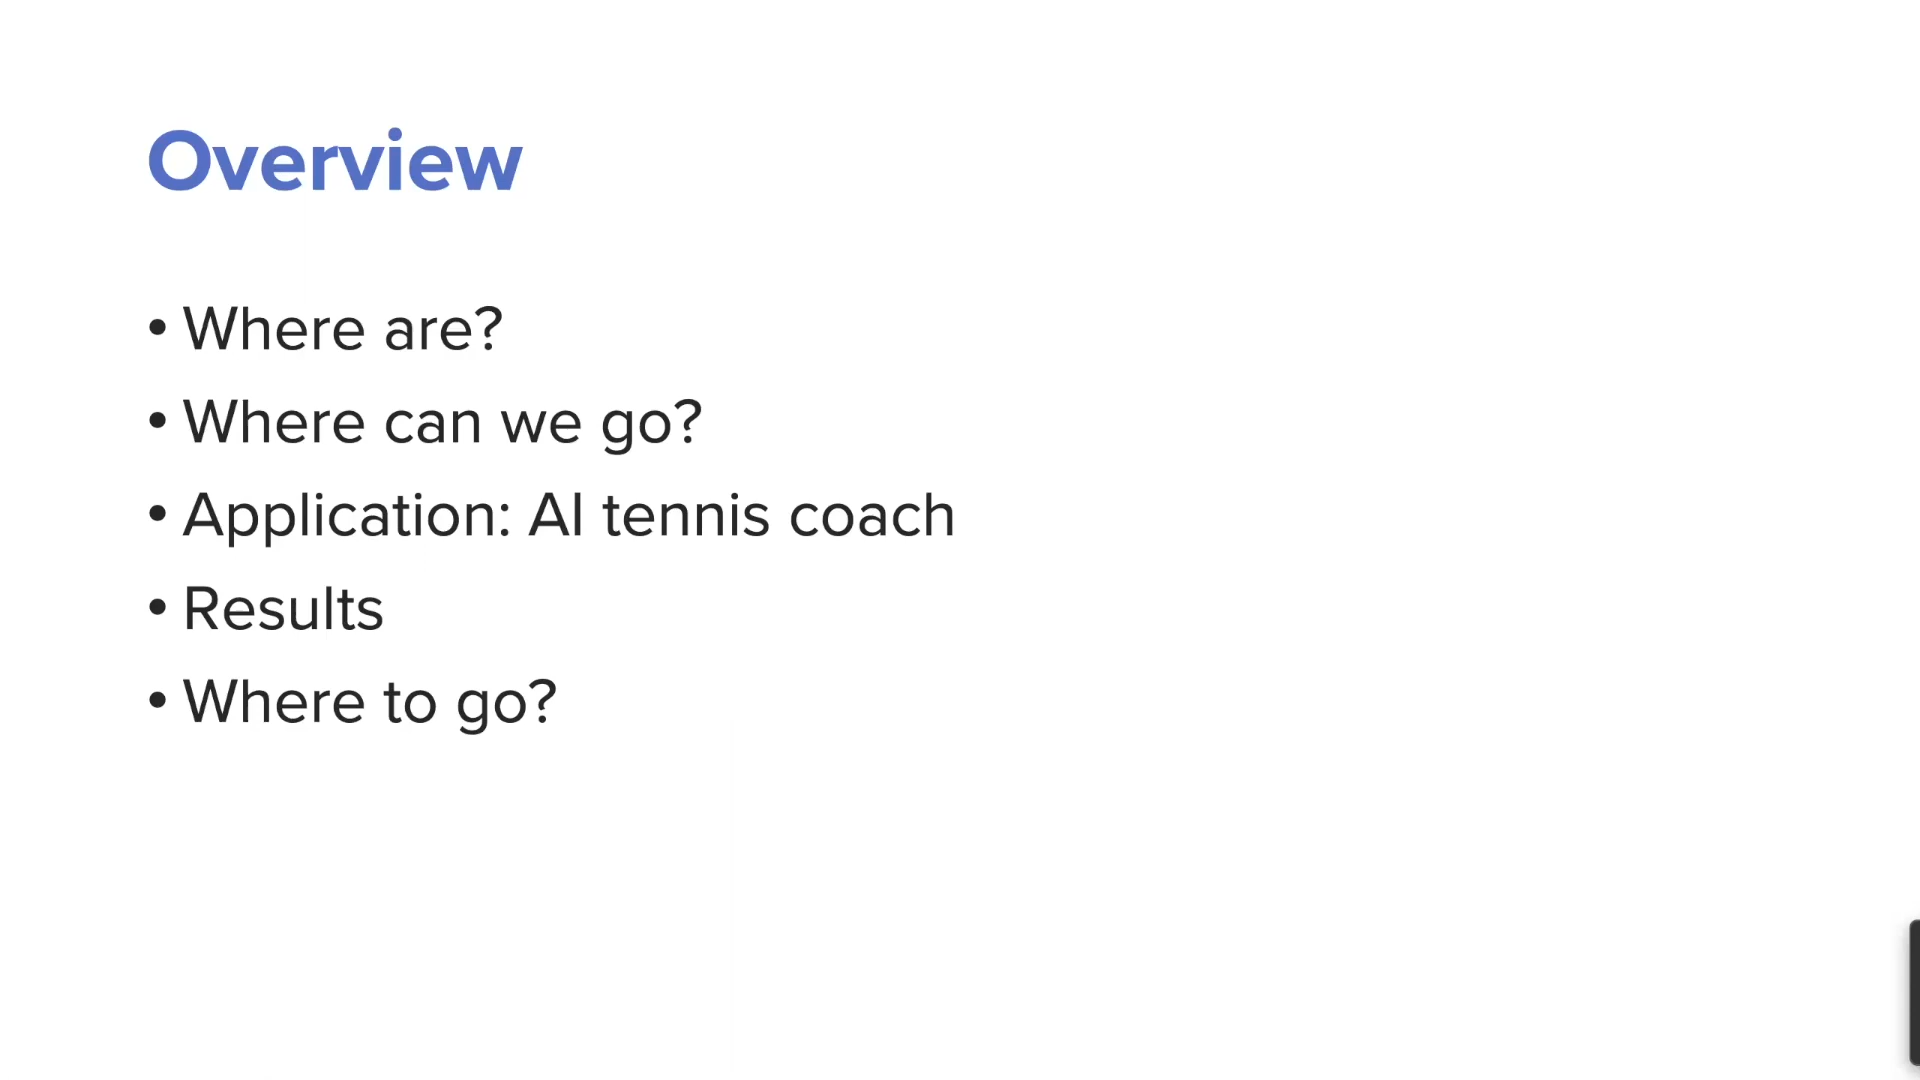 Overview
• Where are?
• Where can we go?
• Application: AI tennis coach
• Results
• Where to go?